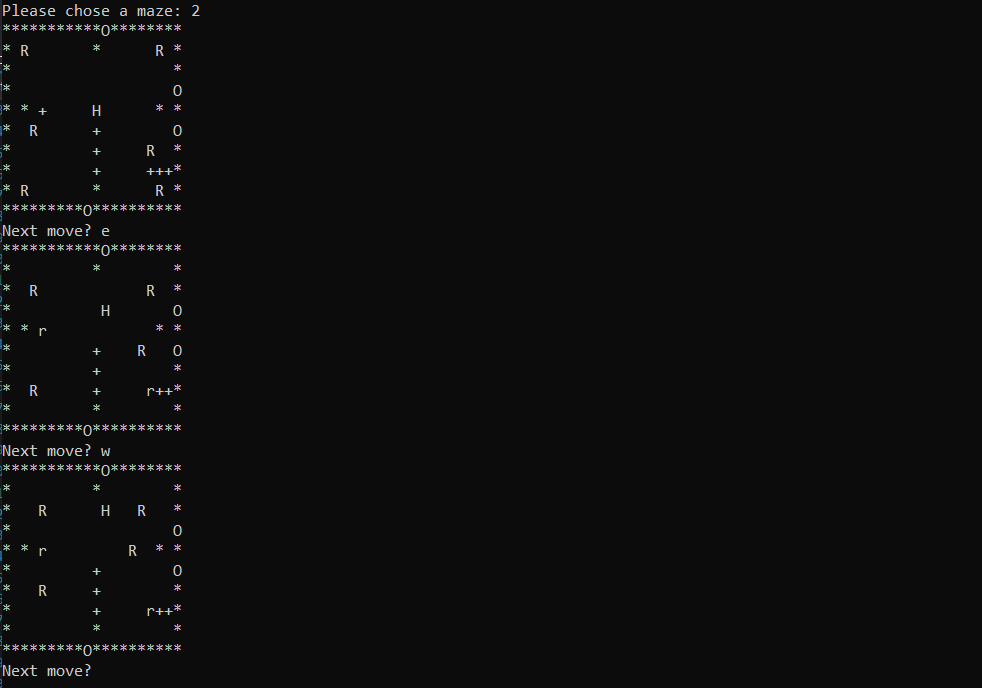 Please chose a maze: 2
***********O********
* R       *      R *
*                  *
*                  O
* * +     H      * *
*  R      +        O
*         +     R  *
*         +     +++*
* R       *      R *
*********O**********
Next move? e
***********O********
*         *        *
*  R            R  *
*          H       O
* * r            * *
*         +    R   O
*         +        *
*  R      +     r++*
*         *        *
*********O**********
Next move? w
***********O********
*         *        *
*   R      H   R   *
*                  O
* * r         R  * *
*         +        O
*   R     +        *
*         +     r++*
*         *        *
*********O**********
Next move?